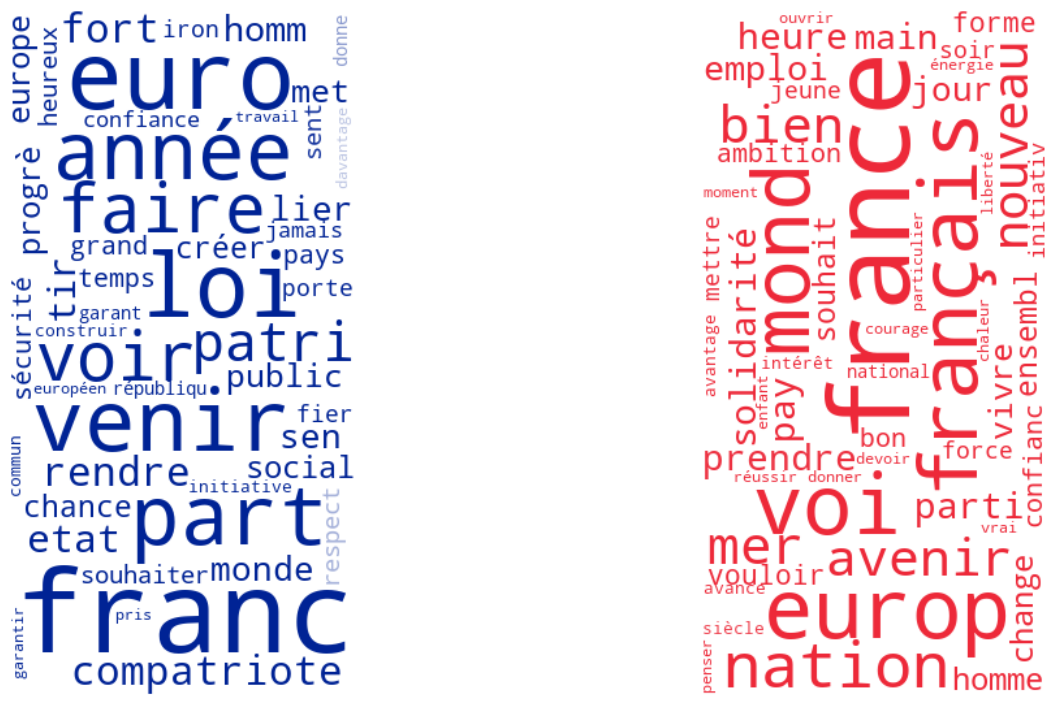 europe
heureux
fort
iron
homm
donne
euro
met
confiance
travail
sent
davantage
année
progrè
faire
lier
jamais
grand
créer
pays
tir
temps
loi
porte
sécurité
garant
construir
voir
patri
public
européen
républiqu
venir
fier
sen
commun
rendre
social
initiative
chance
part
respect
etat
souhaiter
monde
franc
pris
garantir
compatriote
ouvrir
forme
heure
main
soir
énergie
emploi
jeune
jour
nouveau
bien
ambition
france
français
moment
mond
liberté
initiativ
mettre
solidarité
souhait
particulier
avantage
courage
chaleur
ensembl
intérêt
national
enfant
pay
vivre
bon
force
confianc
prendre
devoir
réussir
donner
voi
parti
vrai
mer
avenir
vouloir
avance
europ
change
siècle
penser
nation
homme